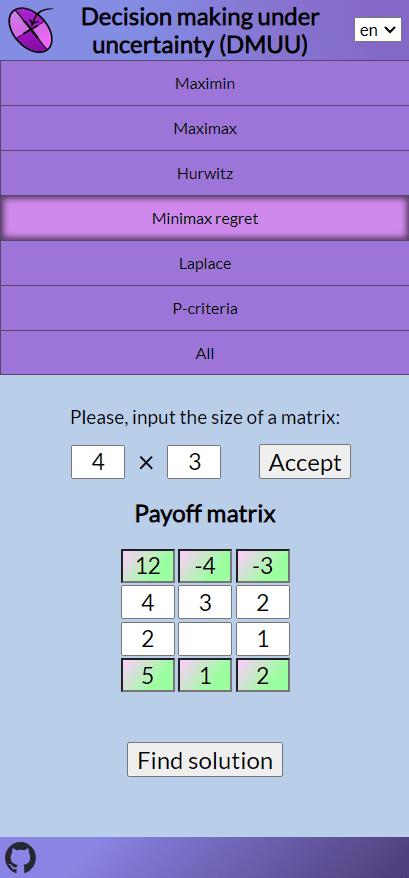 Decision making under
uncertainty (DMUU)
en
Maximin
Maximax
Hurwitz
Minimax regret
Laplace
P-criteria
All
Please, input the size of a matrix:
4 × 3 Accept
Payoff matrix
12 -4 -3
4 3 2
2 1
5 1 2
Find solution